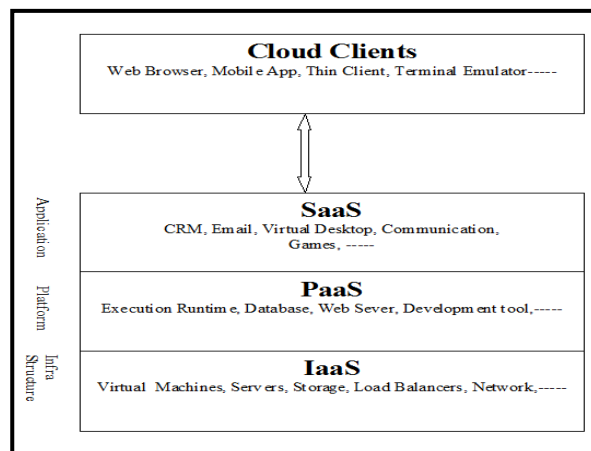 Cloud Clients
Web Browser, Mobile App, Thin Client, Terminal Emulator-----
Application
SaaS
CRM, Email, Virtual Desktop, Communication,
Games, -----
Platform
PaaS
Execution Runtime, Database, Web Sever, Development tool,-----
Infra
Structure
IaaS
Virtual Machines, Servers, Storage, Load Balancers, Network,-----